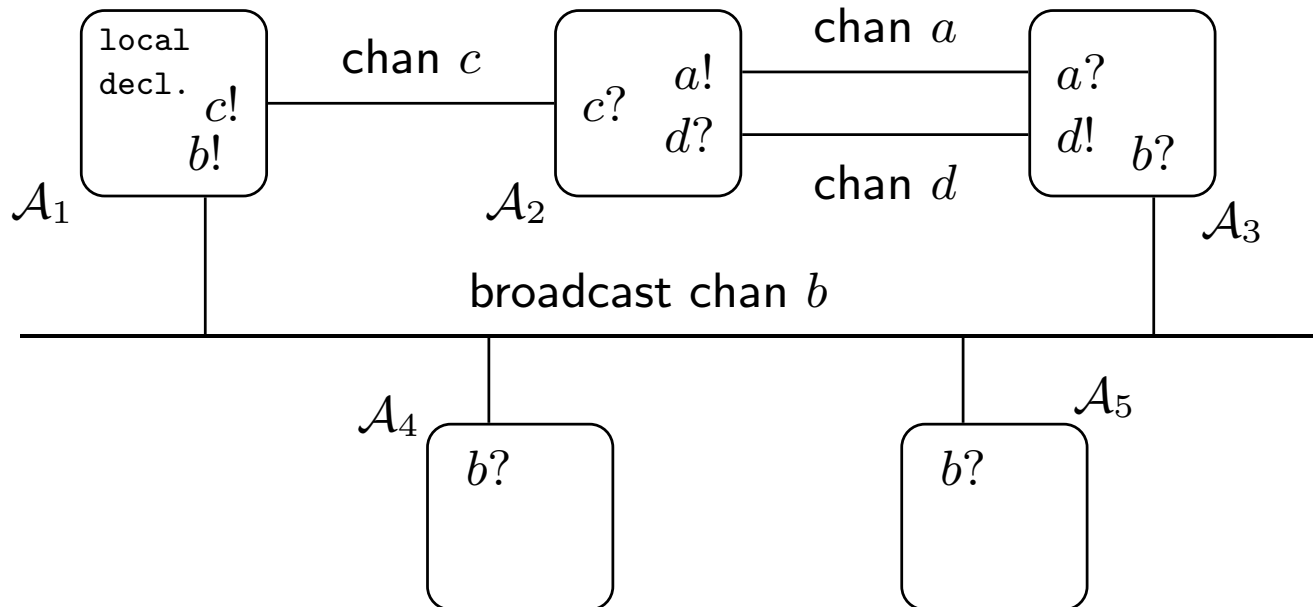 local
decl.
c!
b!
𝒜₁
chan c
c?
a!
d?
𝒜₂
chan a
chan d
a?
d!
b?
𝒜₃
broadcast chan b
𝒜₄
b?
𝒜₅
b?